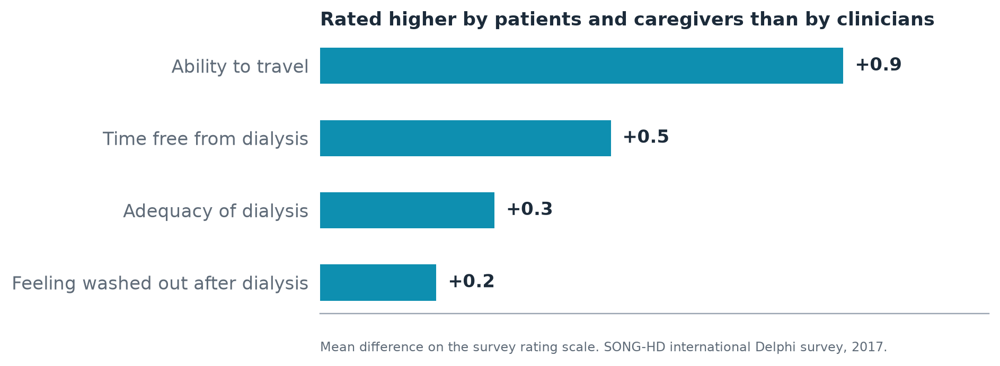 Rated higher by patients and caregivers than by clinicians
Ability to travel +0.9
Time free from dialysis +0.5
Adequacy of dialysis +0.3
Feeling washed out after dialysis +0.2
Mean difference on the survey rating scale. SONG-HD international Delphi survey, 2017.